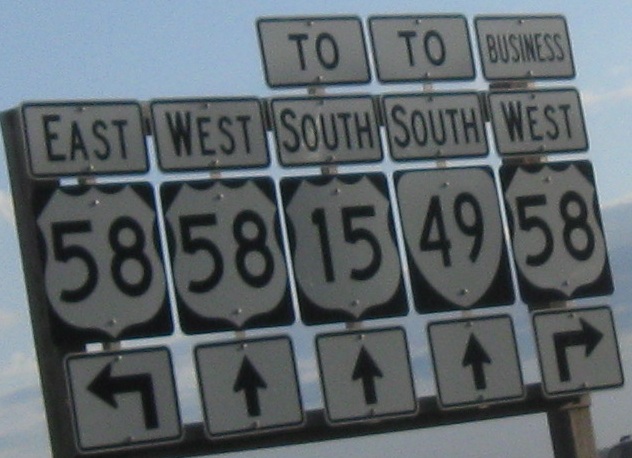 TO TO BUSINESS
EAST WEST SOUTH SOUTH WEST
58 58 15 49 58